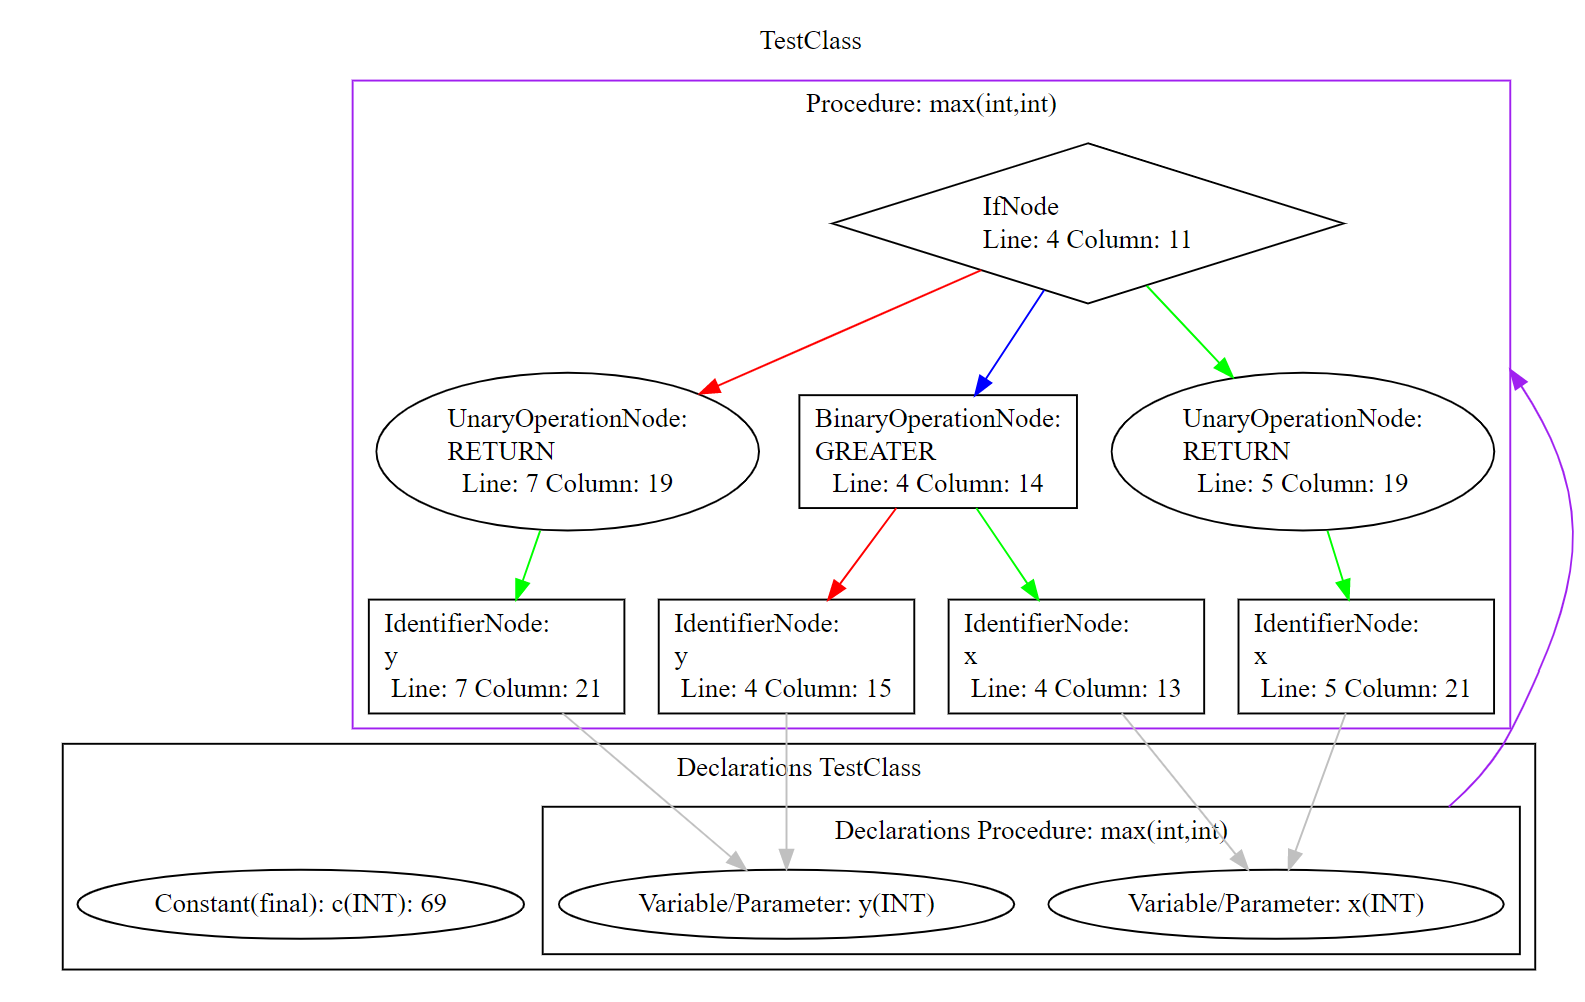 TestClass
Procedure: max(int,int)
IfNode
Line: 4 Column: 11
UnaryOperationNode:
RETURN
Line: 7 Column: 19
BinaryOperationNode:
GREATER
Line: 4 Column: 14
UnaryOperationNode:
RETURN
Line: 5 Column: 19
IdentifierNode:
y
Line: 7 Column: 21
IdentifierNode:
y
Line: 4 Column: 15
IdentifierNode:
x
Line: 4 Column: 13
IdentifierNode:
x
Line: 5 Column: 21
Declarations TestClass
Declarations Procedure: max(int,int)
Constant(final): c(INT): 69
Variable/Parameter: y(INT)
Variable/Parameter: x(INT)